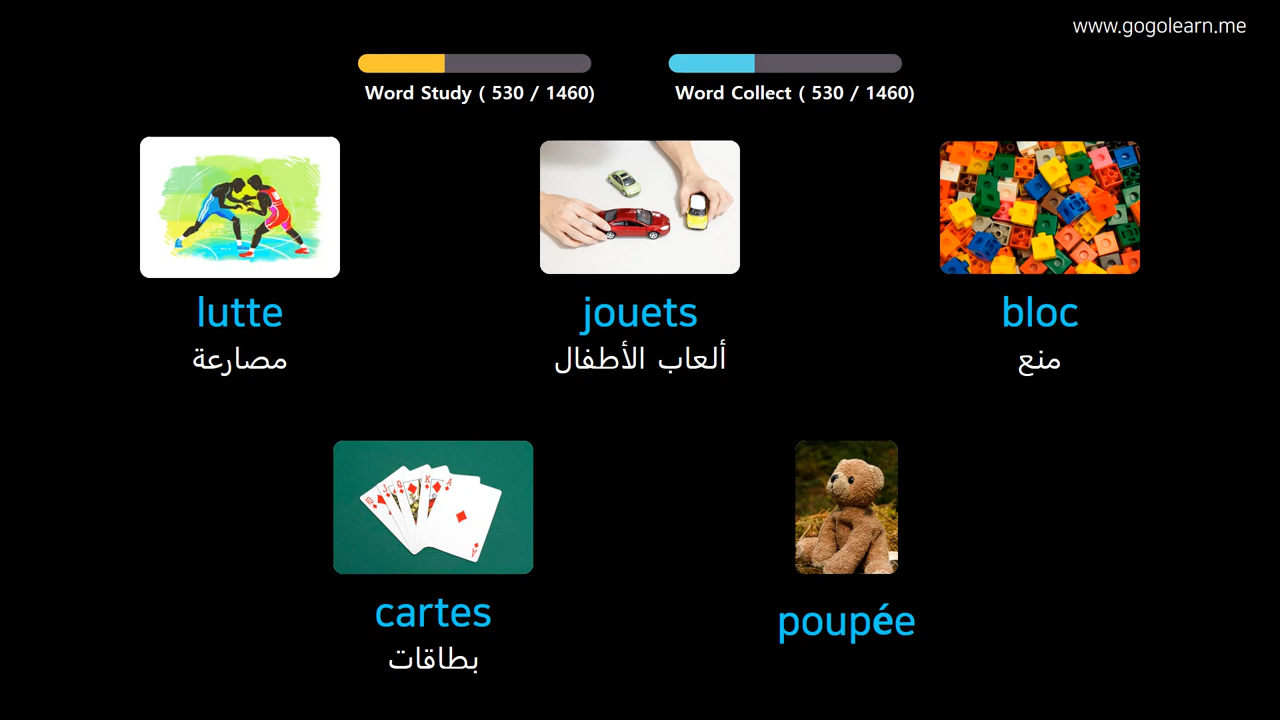 www.gogolearn.me
Word Study ( 530 / 1460)
Word Collect ( 530 / 1460)
lutte
مصارعة
jouets
ألعاب الأطفال
bloc
منع
10 J Q K A
A
cartes
بطاقات
poupée